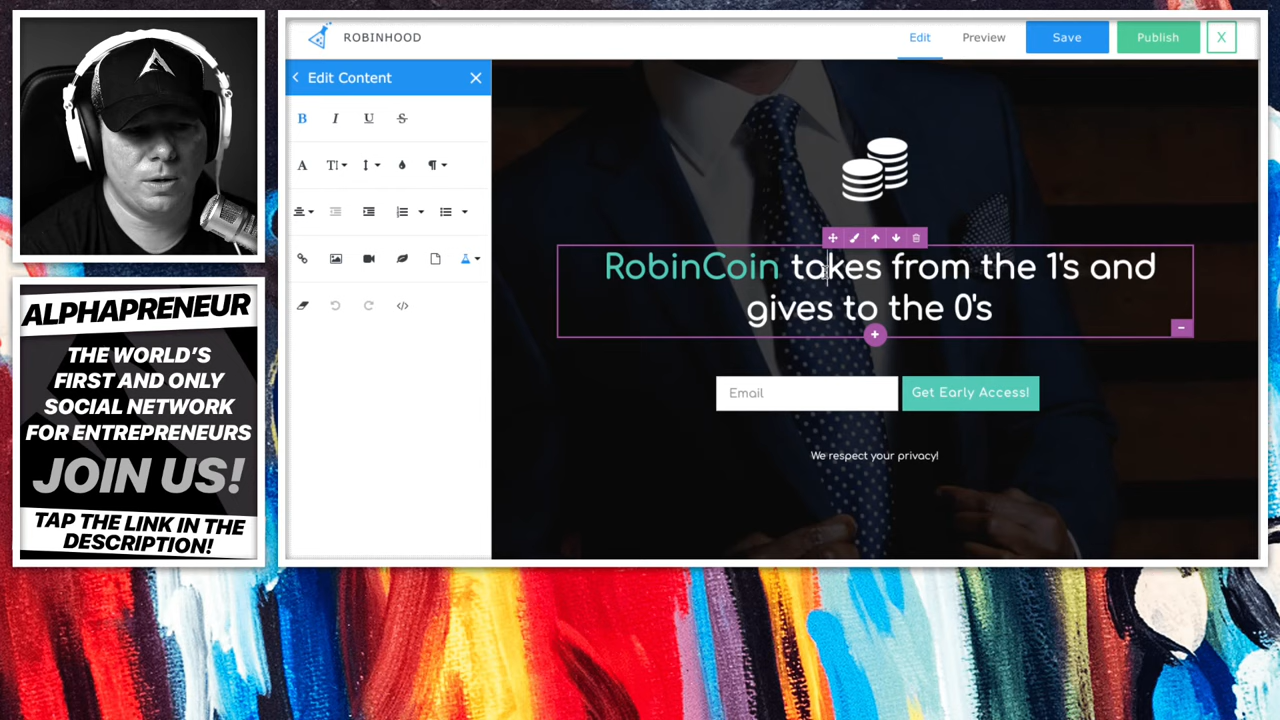 ROBINHOOD
Edit
Preview
Save
Publish
X
Edit Content
B
I
U
S
A
TI
RobinCoin takes from the 1's and
gives to the 0's
Email
Get Early Access!
We respect your privacy!
ALPHAPRENEUR
THE WORLD'S
FIRST AND ONLY
SOCIAL NETWORK
FOR ENTREPRENEURS
JOIN US!
TAP THE LINK IN THE
DESCRIPTION!